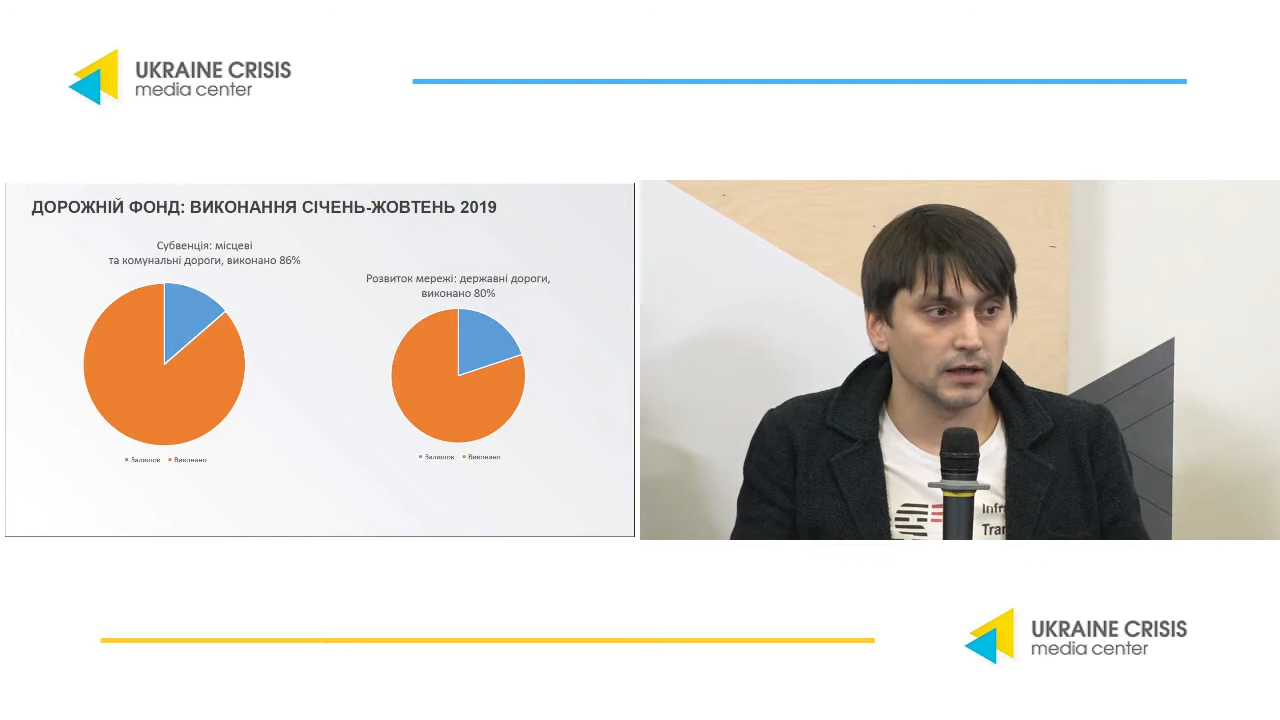 UKRAINE CRISIS
media center
ДОРОЖНІЙ ФОНД: ВИКОНАННЯ СІЧЕНЬ-ЖОВТЕНЬ 2019
Субвенція: місцеві
та комунальні дороги, виконано 86%
Залишок Виконано
Розвиток мережі: державні дороги,
виконано 80%
Залишок Виконано
UKRAINE CRISIS
media center